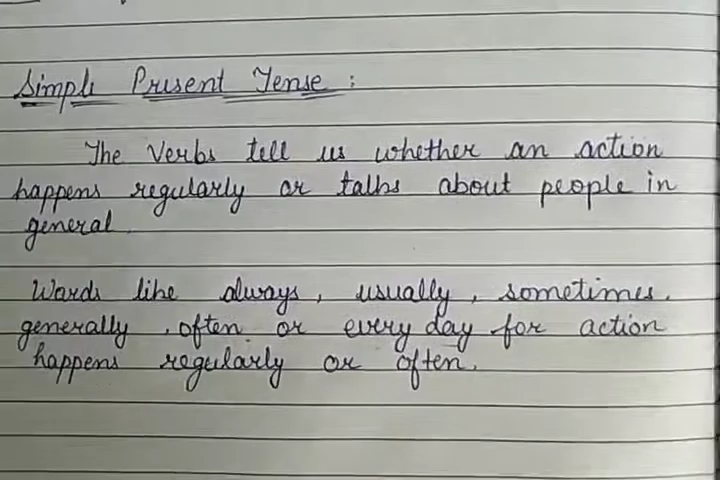 Simple Present Tense :
The Verbs tell us whether an action
happens regularly or talks about people in
general.
Words like always, usually, sometimes.
generally, often or every day for action
happens regularly or often.